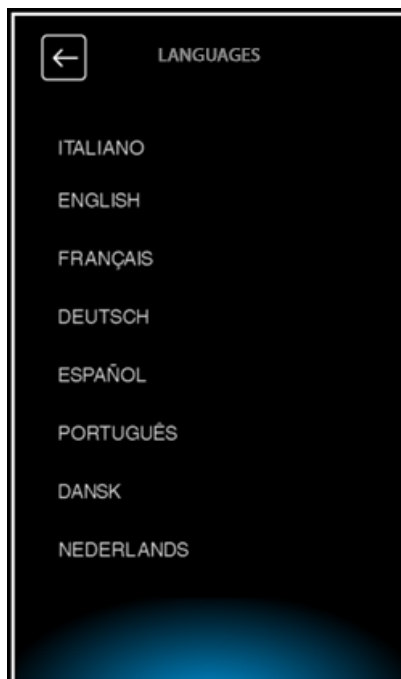 LANGUAGES
ITALIANO
ENGLISH
FRANÇAIS
DEUTSCH
ESPAÑOL
PORTUGUÊS
DANSK
NEDERLANDS